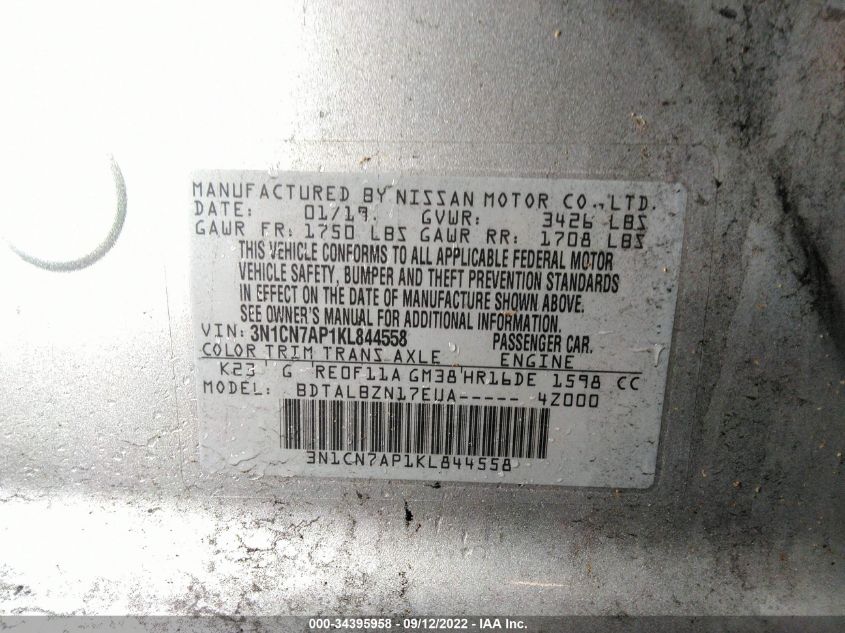 MANUFACTURED BY NISSAN MOTOR CO.,LTD.
DATE: 01/19. GVWR: 3426 LBS
GAWR FR: 1750 LBS GAWR RR: 1708 LBS
THIS VEHICLE CONFORMS TO ALL APPLICABLE FEDERAL MOTOR
VEHICLE SAFETY, BUMPER AND THEFT PREVENTION STANDARDS
IN EFFECT ON THE DATE OF MANUFACTURE SHOWN ABOVE.
SEE OWNER'S MANUAL FOR ADDITIONAL INFORMATION.
VIN: 3N1CN7AP1KL844558 PASSENGER CAR.
COLOR TRIM TRANS AXLE ENGINE
K23 G RE0F11A GM38 HR16DE 1598 CC
MODEL: BDTALBZN17EUA----- 4Z000
3N1CN7AP1KL844558
000-34395958 - 09/12/2022 - IAA Inc.